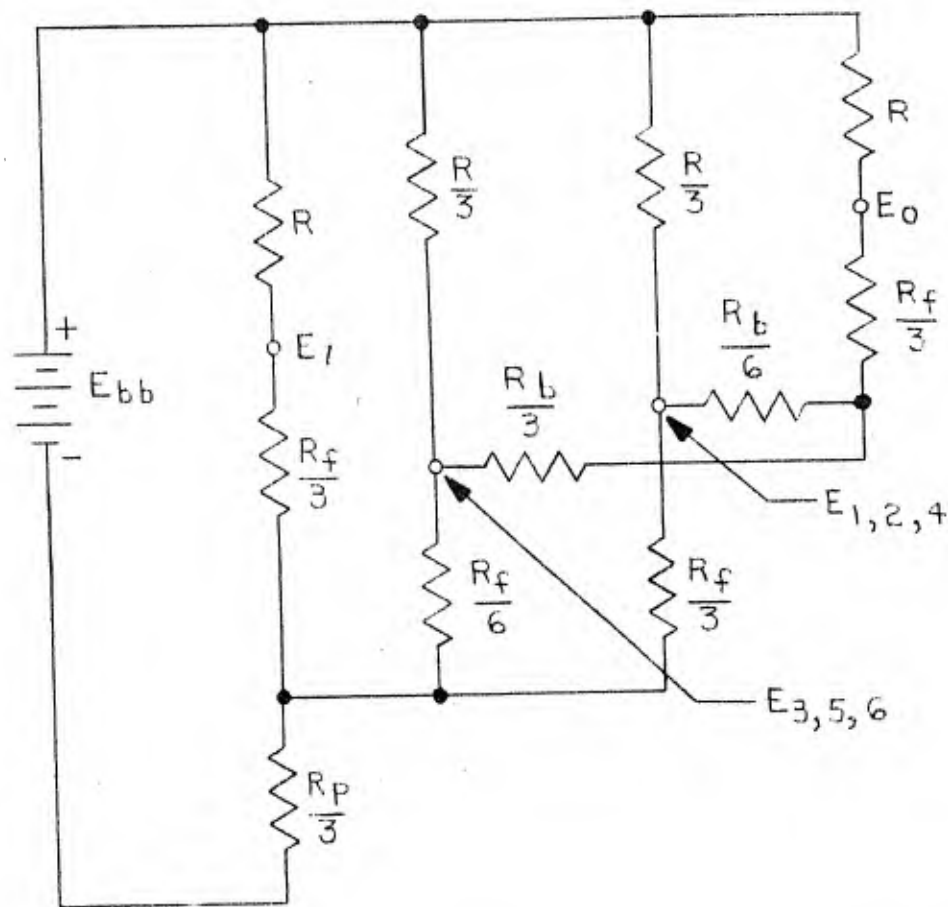 R
R/3
R/3
R
E0
Rf/3
Rb/6
Rb/3
+
Ebb
-
E1
Rf/3
E1,2,4
Rf/6
Rf/3
E3,5,6
Rp/3